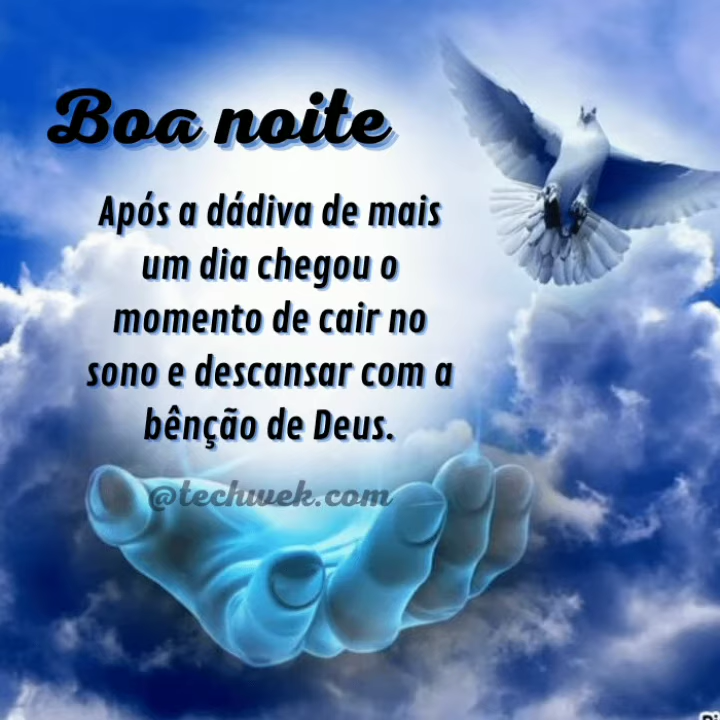 Boa noite
Após a dádiva de mais
um dia chegou o
momento de cair no
sono e descansar com a
bênção de Deus.
@techwek.com